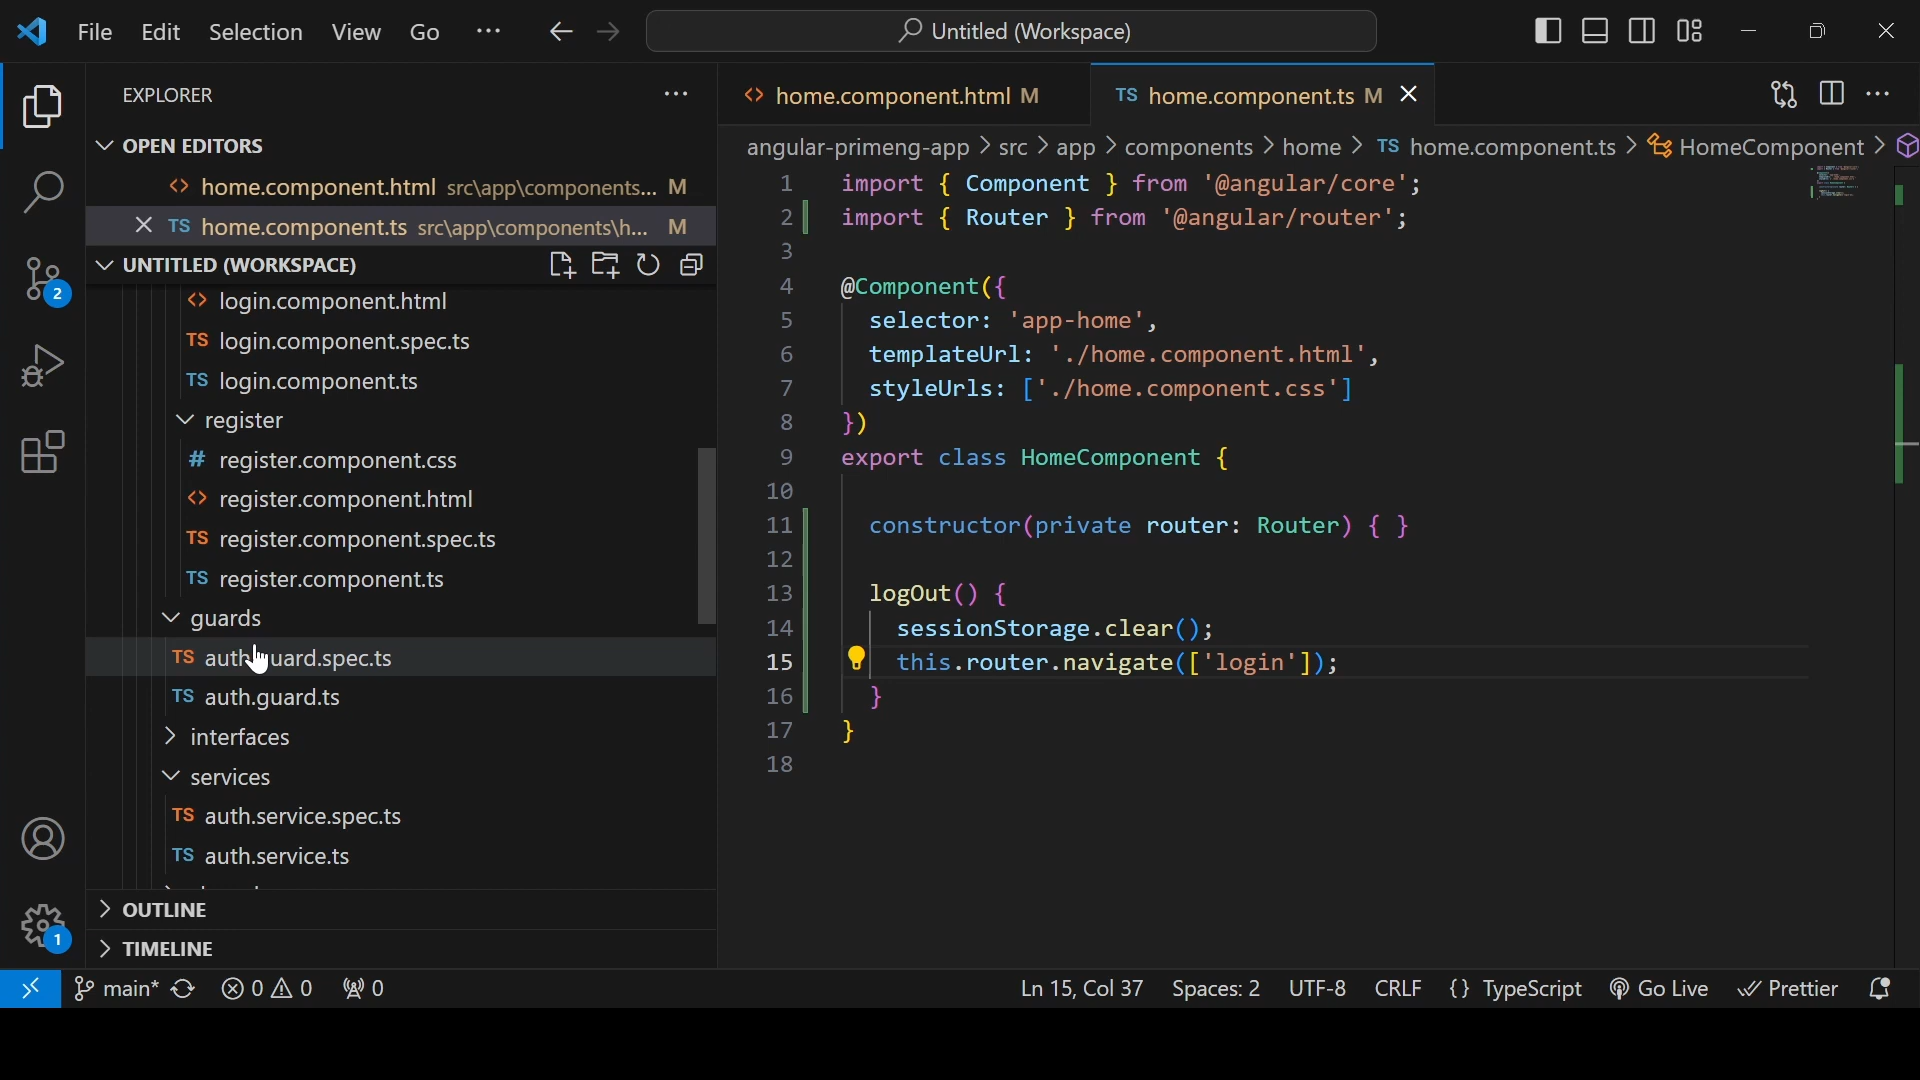 File Edit Selection View Go ··· Untitled (Workspace)
EXPLORER ···
OPEN EDITORS
<> home.component.html src\app\components... M
TS home.component.ts src\app\components\h... M
UNTITLED (WORKSPACE)
<> login.component.html
TS login.component.spec.ts
TS login.component.ts
register
# register.component.css
<> register.component.html
TS register.component.spec.ts
TS register.component.ts
guards
TS auth.guard.spec.ts
TS auth.guard.ts
interfaces
services
TS auth.service.spec.ts
TS auth.service.ts
OUTLINE
TIMELINE
2
1
<> home.component.html M TS home.component.ts M
angular-primeng-app > src > app > components > home > TS home.component.ts > HomeComponent >
1 import { Component } from '@angular/core';
2 import { Router } from '@angular/router';
3
4 @Component({
5 selector: 'app-home',
6 templateUrl: './home.component.html',
7 styleUrls: ['./home.component.css']
8 })
9 export class HomeComponent {
10
11 constructor(private router: Router) { }
12
13 logOut() {
14 sessionStorage.clear();
15 this.router.navigate(['login']);
16 }
17 }
18
main* 0 0 0 Ln 15, Col 37 Spaces: 2 UTF-8 CRLF {} TypeScript Go Live Prettier